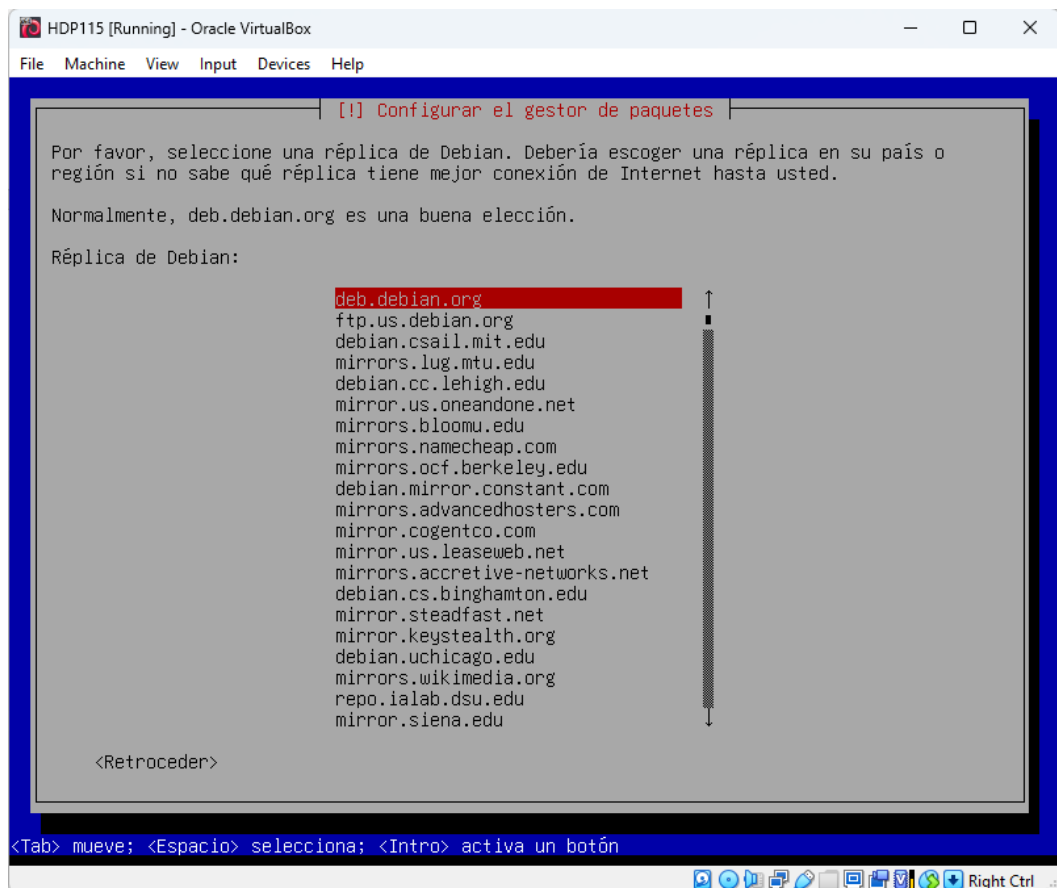 HDP115 [Running] - Oracle VirtualBox
File Machine View Input Devices Help
[!] Configurar el gestor de paquetes
Por favor, seleccione una réplica de Debian. Debería escoger una réplica en su país o
región si no sabe qué réplica tiene mejor conexión de Internet hasta usted.
Normalmente, deb.debian.org es una buena elección.
Réplica de Debian:
deb.debian.org
ftp.us.debian.org
debian.csail.mit.edu
mirrors.lug.mtu.edu
debian.cc.lehigh.edu
mirror.us.oneandone.net
mirrors.bloomu.edu
mirrors.namecheap.com
mirrors.ocf.berkeley.edu
debian.mirror.constant.com
mirrors.advancedhosters.com
mirror.cogentco.com
mirror.us.leaseweb.net
mirrors.accretive-networks.net
debian.cs.binghamton.edu
mirror.steadfast.net
mirror.keystealth.org
debian.uchicago.edu
mirrors.wikimedia.org
repo.ialab.dsu.edu
mirror.siena.edu
<Retroceder>
<Tab> mueve; <Espacio> selecciona; <Intro> activa un botón
Right Ctrl